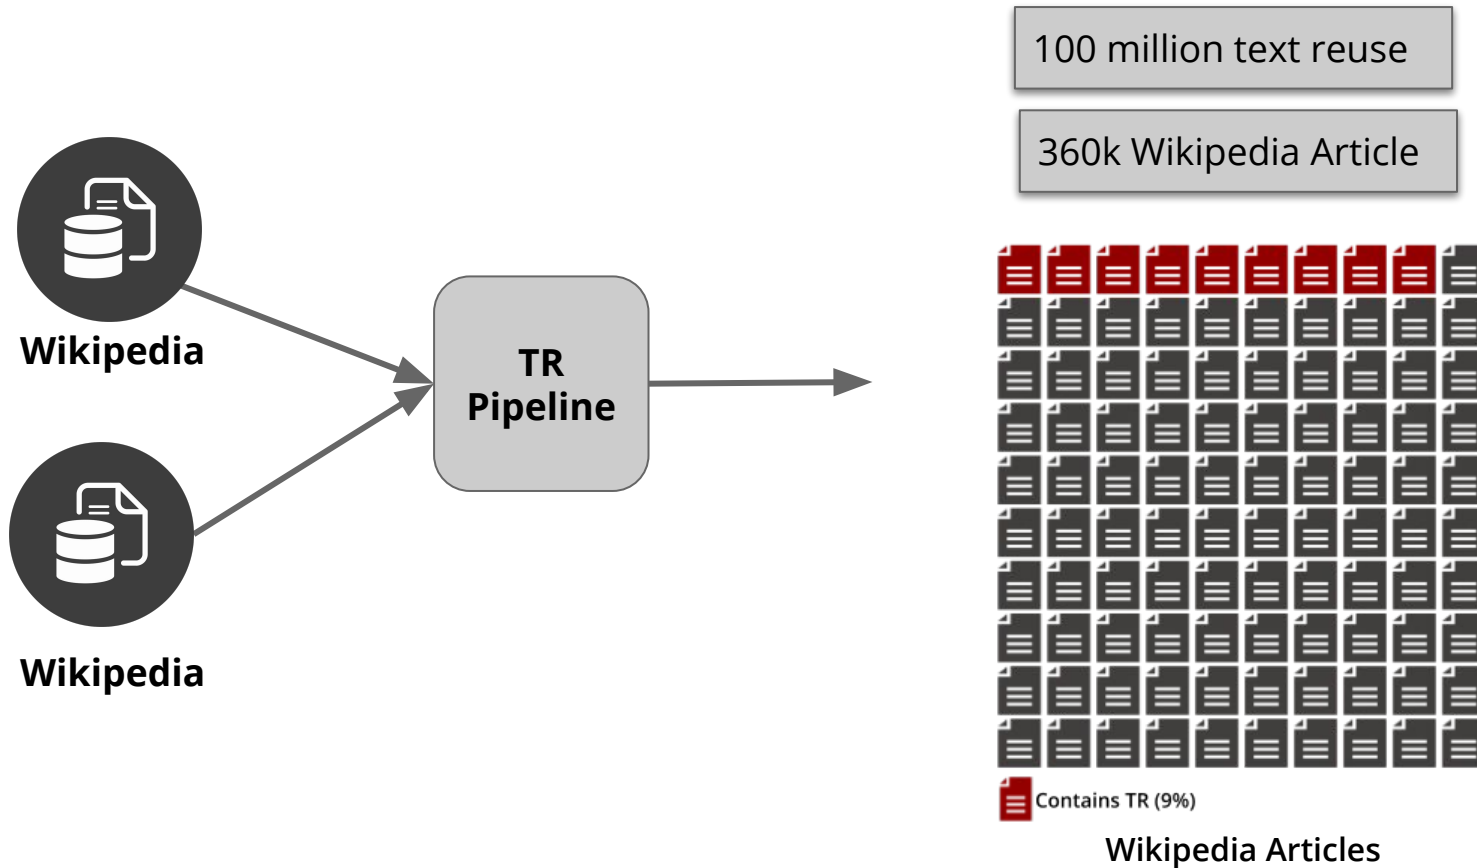 100 million text reuse
360k Wikipedia Article
Wikipedia
TR
Pipeline
Wikipedia
Contains TR (9%)
Wikipedia Articles